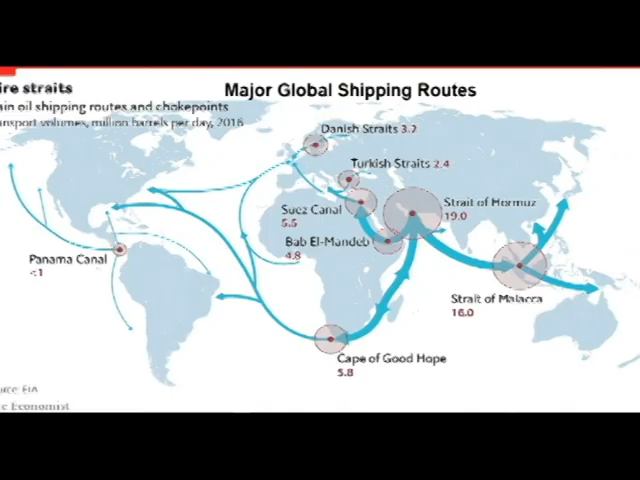 ire straits
Major Global Shipping Routes
ain oil shipping routes and chokepoints
ansport volumes, million barrels per day, 2016
Danish Straits 3.2
Turkish Straits 2.4
Suez Canal
5.5
Strait of Hormuz
19.0
Bab El-Mandeb
4.8
Panama Canal
<1
Strait of Malacca
16.0
Cape of Good Hope
5.8
urce: EIA
e Economist